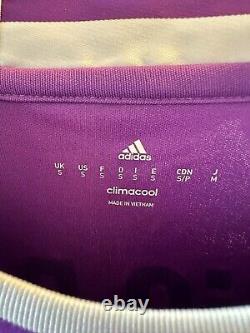 adidas
UK US F D I E CDN J
S S S S S S S/P M
climacool
MADE IN VIETNAM